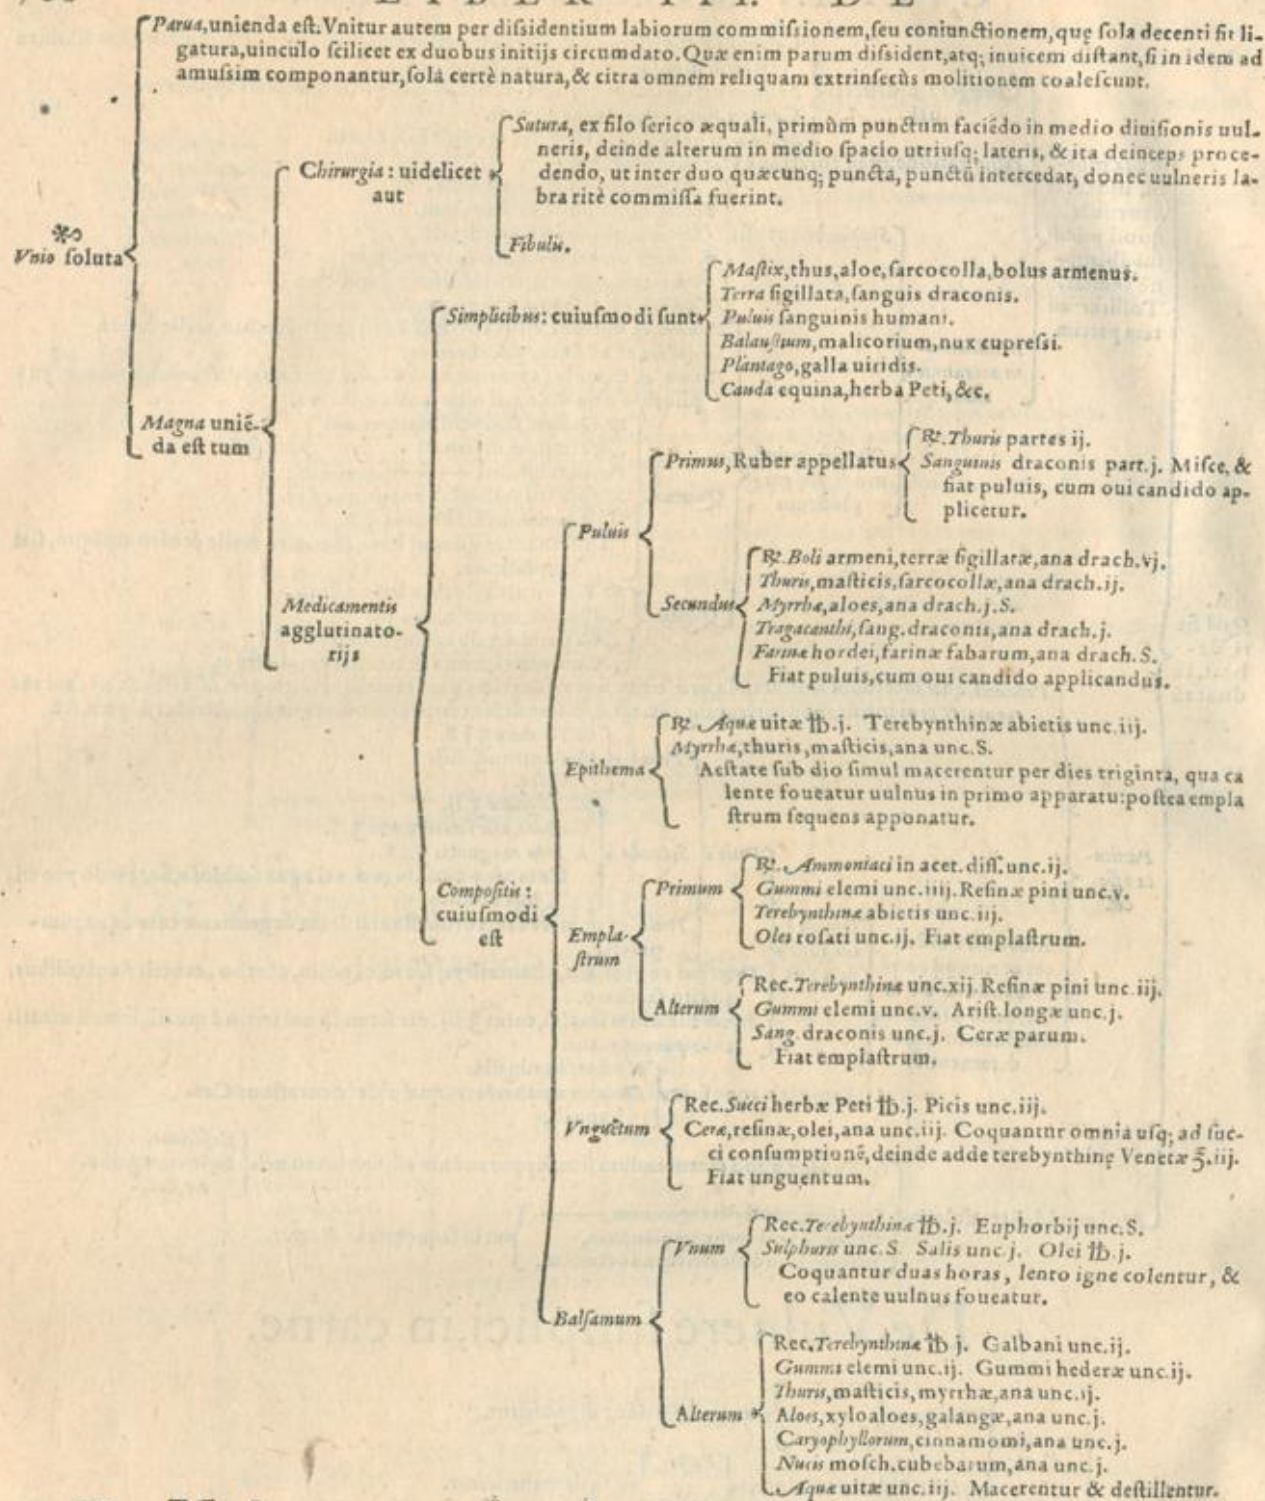 LIBER III. DE
Parua, unienda est. Vnitur autem per dissidentium labiorum commissionem, seu coniunctionem, quę sola decenti fit li-
gatura, uinculo scilicet ex duobus initijs circumdato. Quæ enim parum dissident, atq; inuicem distant, si in idem ad
amussim componantur, sola certè natura, & citra omnem reliquam extrinsecùs molitionem coalescunt.
Vnio soluta
Magna uniē-
da est tum
Chirurgia: uidelicet
aut
Sutura, ex filo serico æquali, primùm punctum faciēdo in medio diuisionis uul-
neris, deinde alterum in medio spacio utriusq; lateris, & ita deinceps proce-
dendo, ut inter duo quæcunq; puncta, punctū intercedat, donec uulneris la-
bra ritè commissa fuerint.
Fibulis.
Medicamentis
agglutinato-
rijs
Simplicibus: cuiusmodi sunt
Mastix, thus, aloe, sarcocolla, bolus armenus.
Terra sigillata, sanguis draconis.
Puluis sanguinis humani.
Balaustium, malicorium, nux cupressi.
Plantago, galla uiridis.
Cauda equina, herba Peti, &c.
Compositis:
cuiusmodi
est
Puluis
Primus, Ruber appellatus
℞. Thuris partes ij.
Sanguinis draconis part. j. Misce, &
fiat puluis, cum oui candido ap-
plicetur.
Secundus
℞. Boli armeni, terræ sigillatæ, ana drach. vj.
Thuris, masticis, sarcocollæ, ana drach. ij.
Myrrhæ, aloes, ana drach. j. S.
Tragacanthi, sang. draconis, ana drach. j.
Farinæ hordei, farinæ fabarum, ana drach. S.
Fiat puluis, cum oui candido applicandus.
Epithema
℞. Aquæ uitæ ℔. j. Terebynthinæ abietis unc. iij.
Myrrhæ, thuris, masticis, ana unc. S.
Aestate sub dio simul macerentur per dies triginta, qua ca
lente foueatur uulnus in primo apparatu: postea empla
strum sequens apponatur.
Empla-
strum
Primum
℞. Ammoniaci in acet. diss. unc. ij.
Gummi elemi unc. iiij. Resinæ pini unc. v.
Terebynthinæ abietis unc. iij.
Olei rosati unc. ij. Fiat emplastrum.
Alterum
Rec. Terebynthinæ unc. xij. Resinæ pini unc. iij.
Gummi elemi unc. v. Arist. longæ unc. j.
Sang. draconis unc. j. Ceræ parum.
Fiat emplastrum.
Vnguētum
Rec. Succi herbæ Peti ℔. j. Picis unc. iij.
Ceræ, resinæ, olei, ana unc. iij. Coquantur omnia usq; ad suc-
ci consumptionē, deinde adde terebynthinę Venetæ ℥. iij.
Fiat unguentum.
Balsamum
Vnum
Rec. Terebynthinæ ℔. j. Euphorbij unc. S.
Sulphuris unc. S. Salis unc. j. Olei ℔. j.
Coquantur duas horas, lento igne colentur, &
eo calente uulnus foueatur.
Alterum
Rec. Terebynthinæ ℔ j. Galbani unc. ij.
Gummi elemi unc. ij. Gummi hederæ unc. ij.
Thuris, masticis, myrrhæ, ana unc. ij.
Aloes, xyloaloes, galangæ, ana unc. j.
Caryophyllorum, cinnamomi, ana unc. j.
Nucis mosch. cubebarum, ana unc. j.
Aquæ uitæ unc. iij. Macerentur & destillentur.